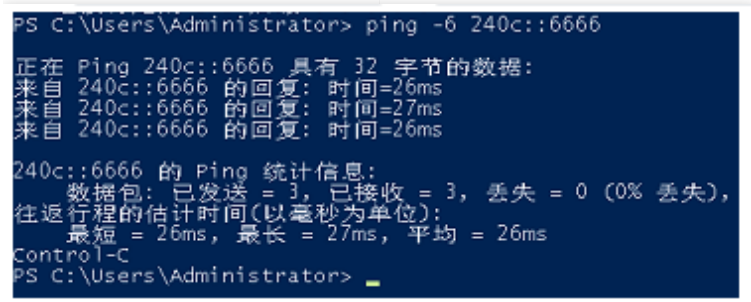 PS C:\Users\Administrator> ping -6 240c::6666
正在 Ping 240c::6666 具有 32 字节的数据:
来自 240c::6666 的回复: 时间=26ms
来自 240c::6666 的回复: 时间=27ms
来自 240c::6666 的回复: 时间=26ms
240c::6666 的 Ping 统计信息:
数据包: 已发送 = 3, 已接收 = 3, 丢失 = 0 (0% 丢失),
往返行程的估计时间(以毫秒为单位):
最短 = 26ms, 最长 = 27ms, 平均 = 26ms
Control-C
PS C:\Users\Administrator>